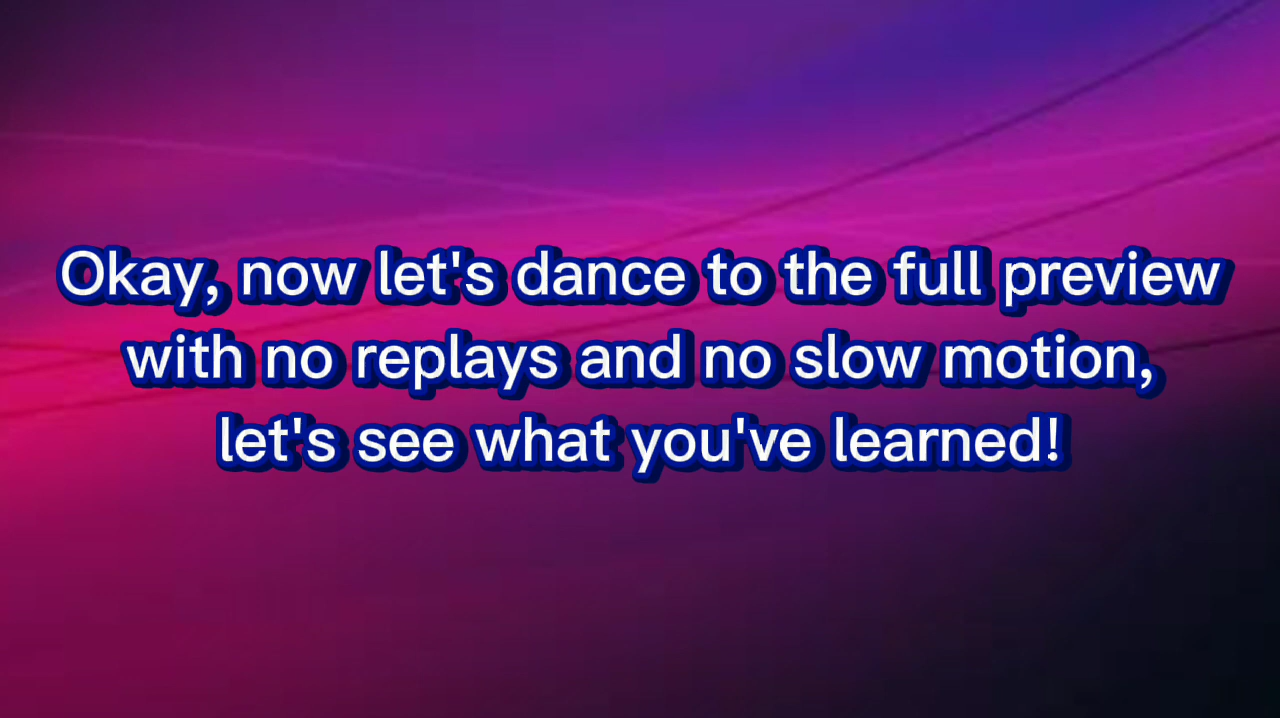 Okay, now let's dance to the full preview
with no replays and no slow motion,
let's see what you've learned!